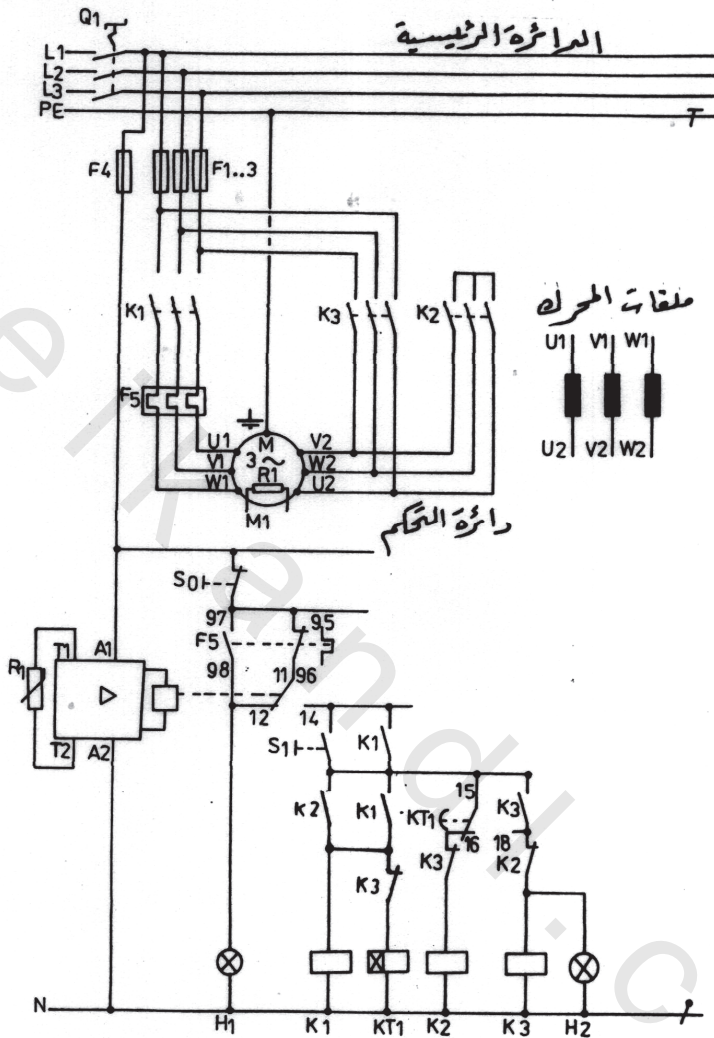 Q1
الدائرة الرئيسية
L1
L2
L3
PE
T
F4
F1..3
K1
K3
K2
ملفات المحرك
U1 V1 W1
U2 V2 W2
F5
U1
V1
W1
M
3~
R1
V2
W2
U2
M1
دائرة التحكم
S0
97
95
F5
98
11
96
12
14
T1
A1
R1
T2
A2
S1
K1
15
K2
K1
KT1
K3
16
18
K3
K2
K3
N
H1
K1
KT1
K2
K3
H2
elkandl.c